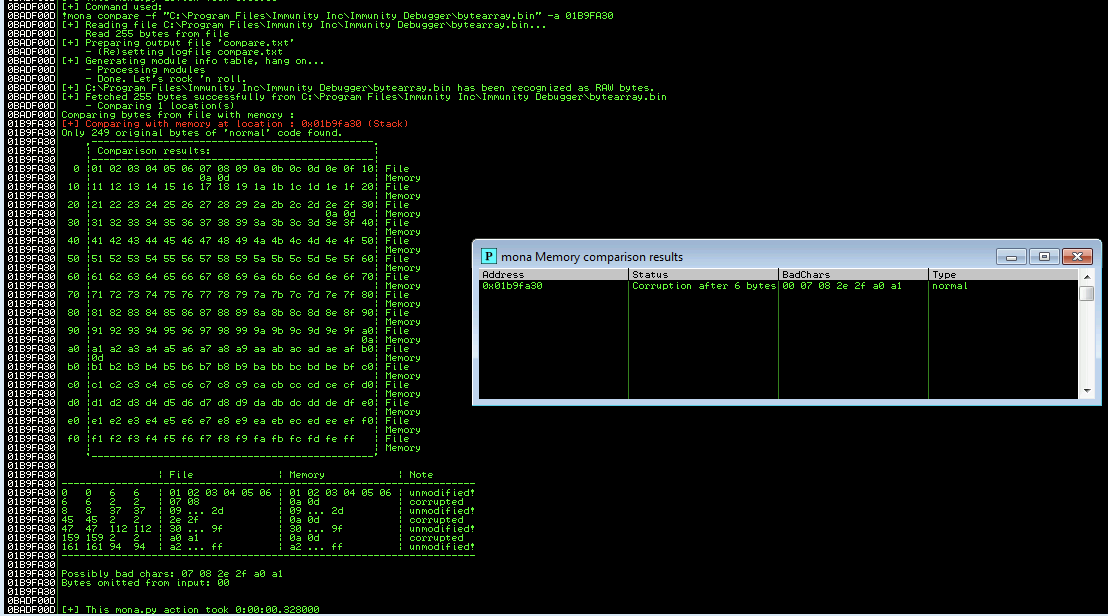 0BADF00D [+] Command used:
0BADF00D !mona compare -f "C:\Program Files\Immunity Inc\Immunity Debugger\bytearray.bin" -a 01B9FA30
0BADF00D [+] Reading file C:\Program Files\Immunity Inc\Immunity Debugger\bytearray.bin...
0BADF00D Read 255 bytes from file
0BADF00D [+] Preparing output file 'compare.txt'
0BADF00D - (Re)setting logfile compare.txt
0BADF00D [+] Generating module info table, hang on...
0BADF00D - Processing modules
0BADF00D - Done. Let's rock 'n roll.
0BADF00D [+] C:\Program Files\Immunity Inc\Immunity Debugger\bytearray.bin has been recognized as RAW bytes.
0BADF00D [+] Fetched 255 bytes successfully from C:\Program Files\Immunity Inc\Immunity Debugger\bytearray.bin
0BADF00D - Comparing 1 location(s)
0BADF00D Comparing bytes from file with memory :
01B9FA30 [+] Comparing with memory at location : 0x01b9fa30 (Stack)
01B9FA30 Only 249 original bytes of 'normal' code found.
01B9FA30 ,-----------------------------------------------.
01B9FA30 | Comparison results: |
01B9FA30 |-----------------------------------------------|
01B9FA30 0 |01 02 03 04 05 06 07 08 09 0a 0b 0c 0d 0e 0f 10| File
01B9FA30 | 0a 0d | Memory
01B9FA30 10 |11 12 13 14 15 16 17 18 19 1a 1b 1c 1d 1e 1f 20| File
01B9FA30 | | Memory
01B9FA30 20 |21 22 23 24 25 26 27 28 29 2a 2b 2c 2d 2e 2f 30| File
01B9FA30 | 0a 0d | Memory
01B9FA30 30 |31 32 33 34 35 36 37 38 39 3a 3b 3c 3d 3e 3f 40| File
01B9FA30 | | Memory
01B9FA30 40 |41 42 43 44 45 46 47 48 49 4a 4b 4c 4d 4e 4f 50| File
01B9FA30 | | Memory
01B9FA30 50 |51 52 53 54 55 56 57 58 59 5a 5b 5c 5d 5e 5f 60| File
01B9FA30 | | Memory
01B9FA30 60 |61 62 63 64 65 66 67 68 69 6a 6b 6c 6d 6e 6f 70| File
01B9FA30 | | Memory
01B9FA30 70 |71 72 73 74 75 76 77 78 79 7a 7b 7c 7d 7e 7f 80| File
01B9FA30 | | Memory
01B9FA30 80 |81 82 83 84 85 86 87 88 89 8a 8b 8c 8d 8e 8f 90| File
01B9FA30 | | Memory
01B9FA30 90 |91 92 93 94 95 96 97 98 99 9a 9b 9c 9d 9e 9f a0| File
01B9FA30 | 0a| Memory
01B9FA30 a0 |a1 a2 a3 a4 a5 a6 a7 a8 a9 aa ab ac ad ae af b0| File
01B9FA30 |0d | Memory
01B9FA30 b0 |b1 b2 b3 b4 b5 b6 b7 b8 b9 ba bb bc bd be bf c0| File
01B9FA30 | | Memory
01B9FA30 c0 |c1 c2 c3 c4 c5 c6 c7 c8 c9 ca cb cc cd ce cf d0| File
01B9FA30 | | Memory
01B9FA30 d0 |d1 d2 d3 d4 d5 d6 d7 d8 d9 da db dc dd de df e0| File
01B9FA30 | | Memory
01B9FA30 e0 |e1 e2 e3 e4 e5 e6 e7 e8 e9 ea eb ec ed ee ef f0| File
01B9FA30 | | Memory
01B9FA30 f0 |f1 f2 f3 f4 f5 f6 f7 f8 f9 fa fb fc fd fe ff | File
01B9FA30 | | Memory
01B9FA30 `-----------------------------------------------'
01B9FA30
01B9FA30 | File | Memory | Note
01B9FA30 -----------------------------------------------
01B9FA30 0 0 6 6 | 01 02 03 04 05 06 | 01 02 03 04 05 06 | unmodified!
01B9FA30 6 6 2 2 | 07 08 | 0a 0d | corrupted
01B9FA30 8 8 37 37 | 09 ... 2d | 09 ... 2d | unmodified!
01B9FA30 45 45 2 2 | 2e 2f | 0a 0d | corrupted
01B9FA30 47 47 112 112 | 30 ... 9f | 30 ... 9f | unmodified!
01B9FA30 159 159 2 2 | a0 a1 | 0a 0d | corrupted
01B9FA30 161 161 94 94 | a2 ... ff | a2 ... ff | unmodified!
01B9FA30 -----------------------------------------------
01B9FA30
01B9FA30 Possibly bad chars: 07 08 2e 2f a0 a1
01B9FA30 Bytes omitted from input: 00
01B9FA30
0BADF00D
0BADF00D [+] This mona.py action took 0:00:00.328000
P mona Memory comparison results
Address Status BadChars Type
0x01b9fa30 Corruption after 6 bytes 00 07 08 2e 2f a0 a1 normal